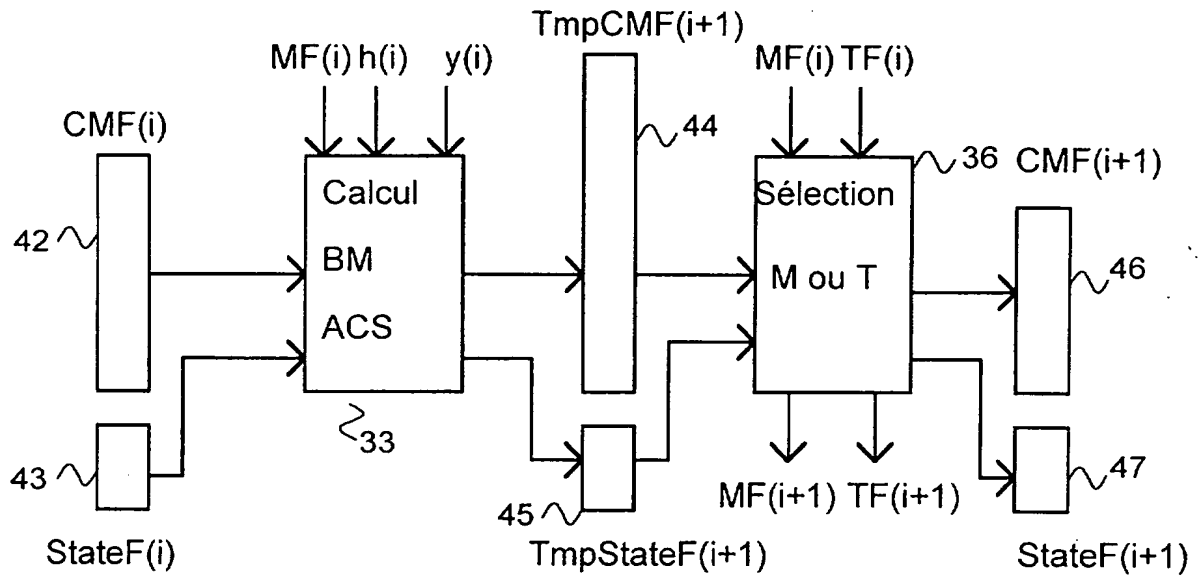 TmpCMF(i+1)
MF(i) h(i) y(i)
MF(i) TF(i)
CMF(i)
44
36
CMF(i+1)
42
Calcul
BM
ACS
Sélection
M ou T
46
33
43
MF(i+1) TF(i+1)
47
45
StateF(i)
TmpStateF(i+1)
StateF(i+1)